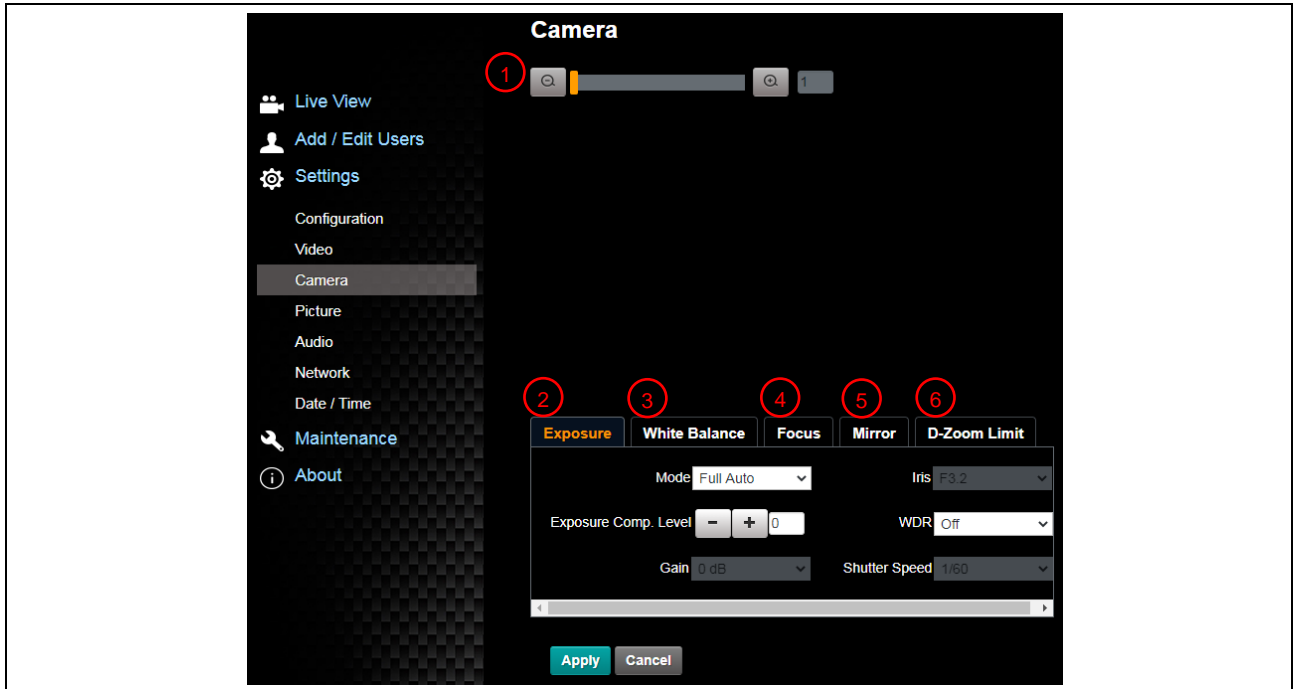 Camera
1
1
Live View
Add / Edit Users
Settings
Configuration
Video
Camera
Picture
Audio
Network
Date / Time
Maintenance
About
2 3 4 5 6
Exposure White Balance Focus Mirror D-Zoom Limit
Mode Full Auto Iris F3.2
Exposure Comp. Level - + 0 WDR Off
Gain 0 dB Shutter Speed 1/60
Apply Cancel